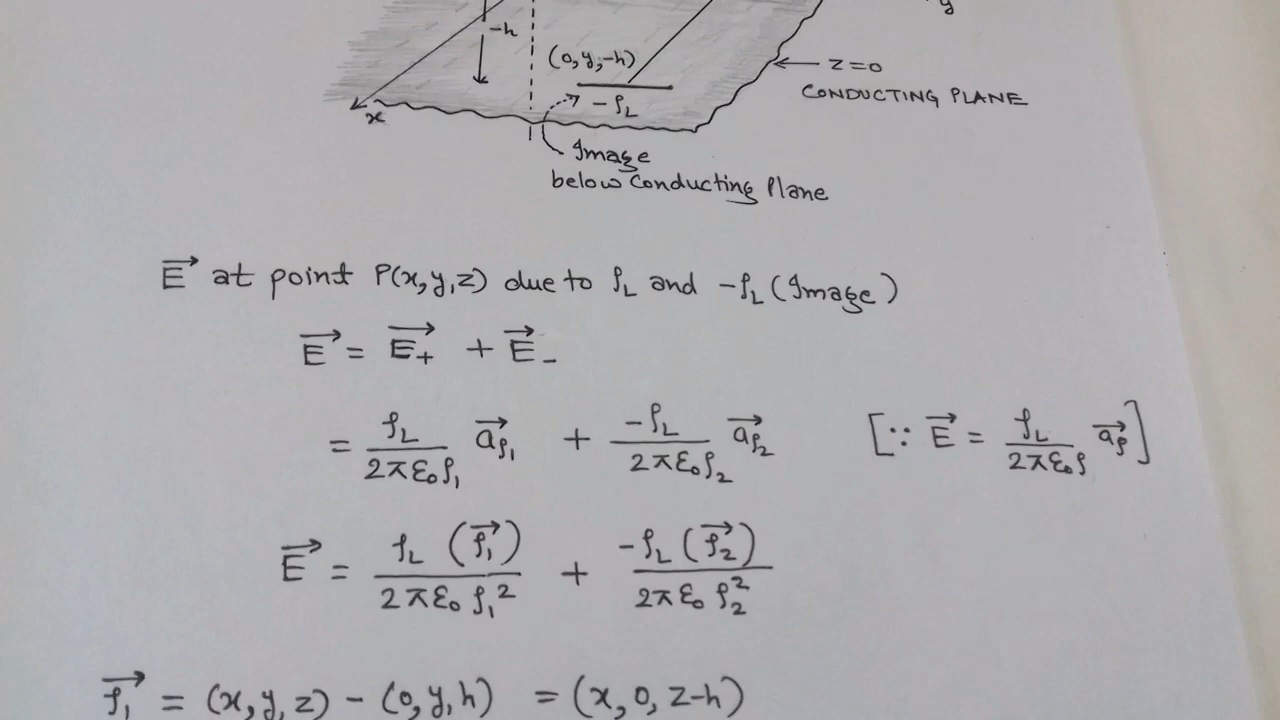 y
-h
(0,y,-h)
← z=0
CONDUCTING PLANE
-ρL
x
Image
below Conducting Plane
E⃗ at point P(x,y,z) due to ρL and -ρL (Image)
E⃗ = E⃗+ + E⃗-
= ρL / 2πε₀ρ₁ a⃗ρ₁ + -ρL / 2πε₀ρ₂ a⃗ρ₂ [∵ E⃗ = ρL / 2πε₀ρ a⃗ρ]
E⃗ = ρL (ρ⃗₁) / 2πε₀ρ₁² + -ρL (ρ⃗₂) / 2πε₀ρ₂²
ρ⃗₁ = (x,y,z) - (0,y,h) = (x,0,z-h)